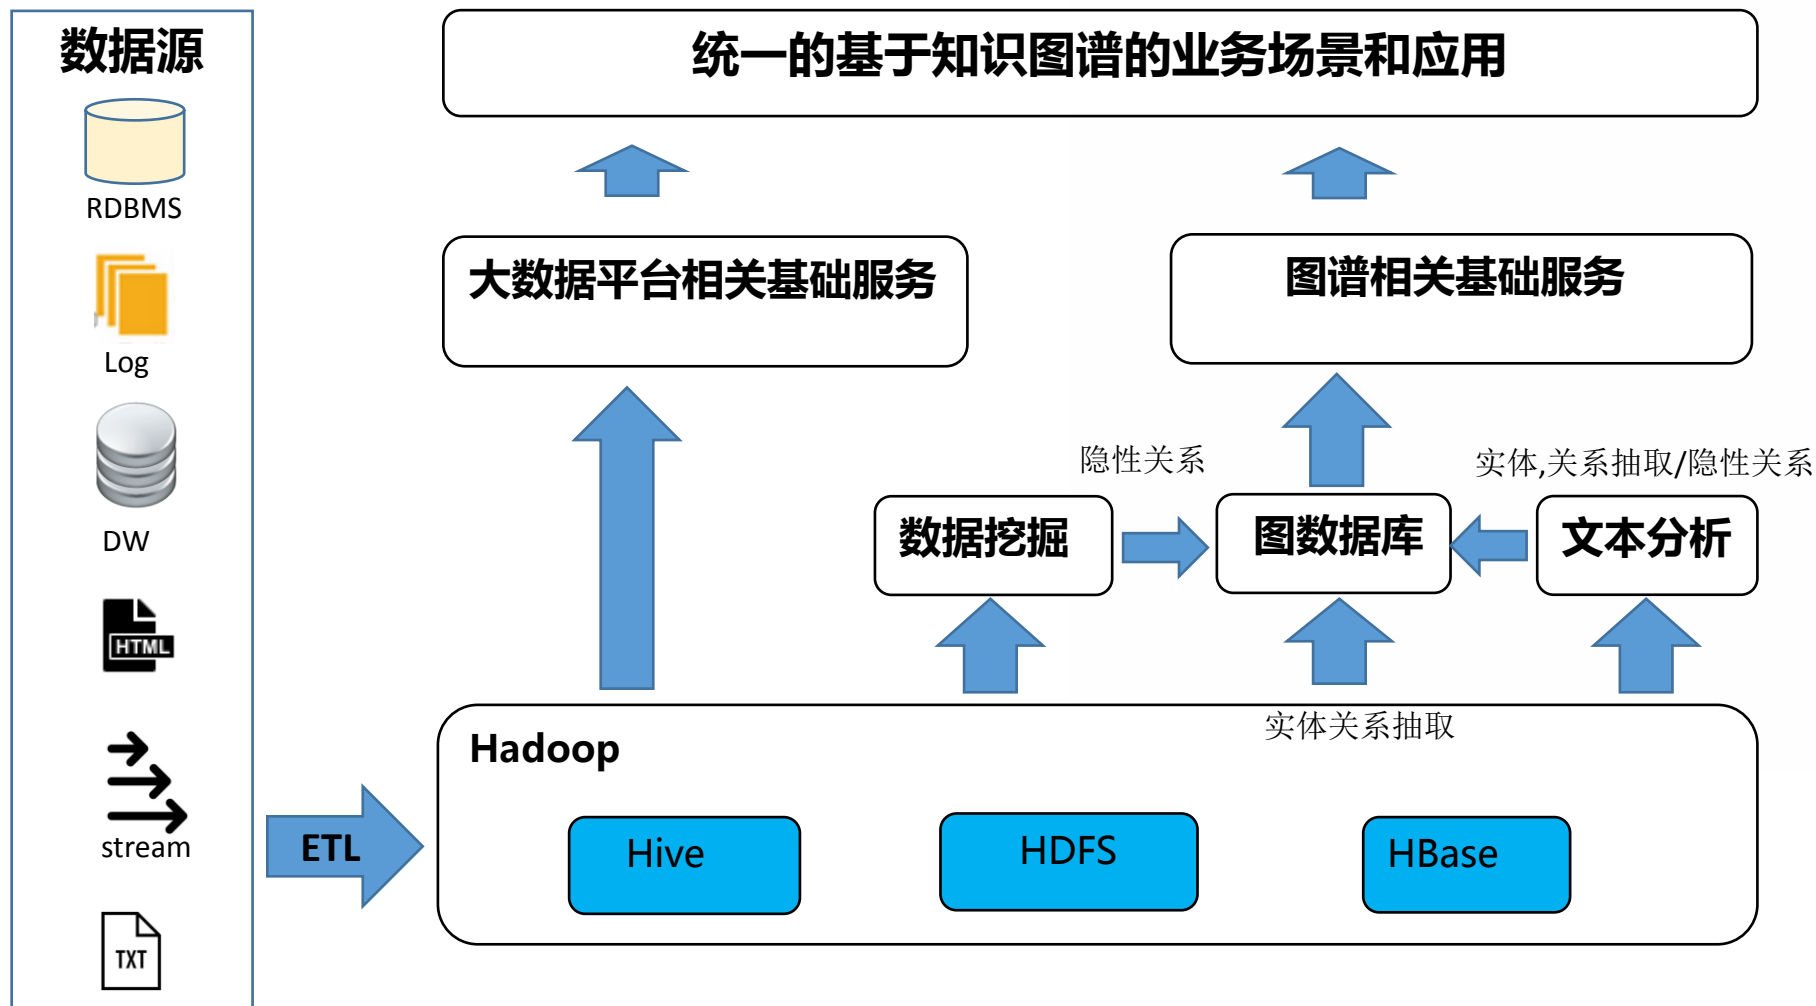 数据源
RDBMS
Log
DW
HTML
stream
TXT
ETL
统一的基于知识图谱的业务场景和应用
大数据平台相关基础服务
图谱相关基础服务
隐性关系
实体,关系抽取/隐性关系
数据挖掘
图数据库
文本分析
实体关系抽取
Hadoop
Hive
HDFS
HBase